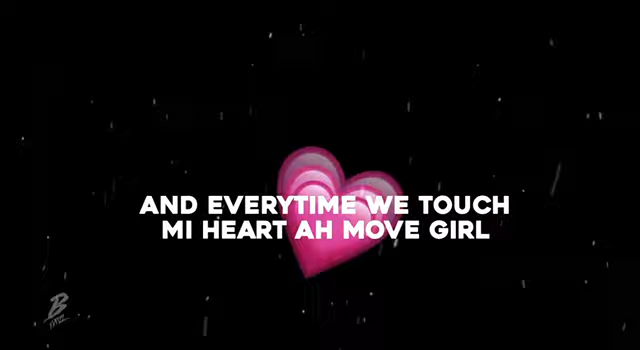 AND EVERYTIME WE TOUCH
MI HEART AH MOVE GIRL
B